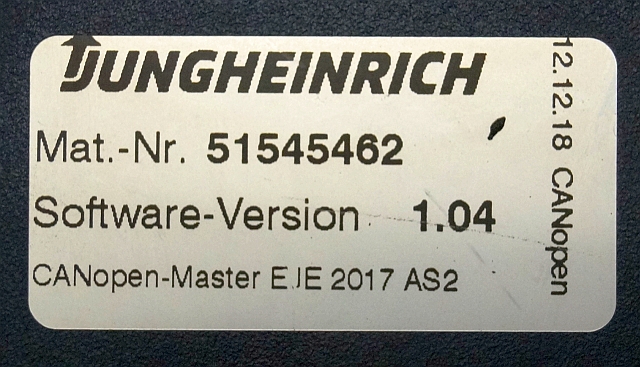 JUNGHEINRICH
Mat.-Nr. 51545462
Software-Version 1.04
CANopen-Master EJE 2017 AS2
12.12.18 CANopen